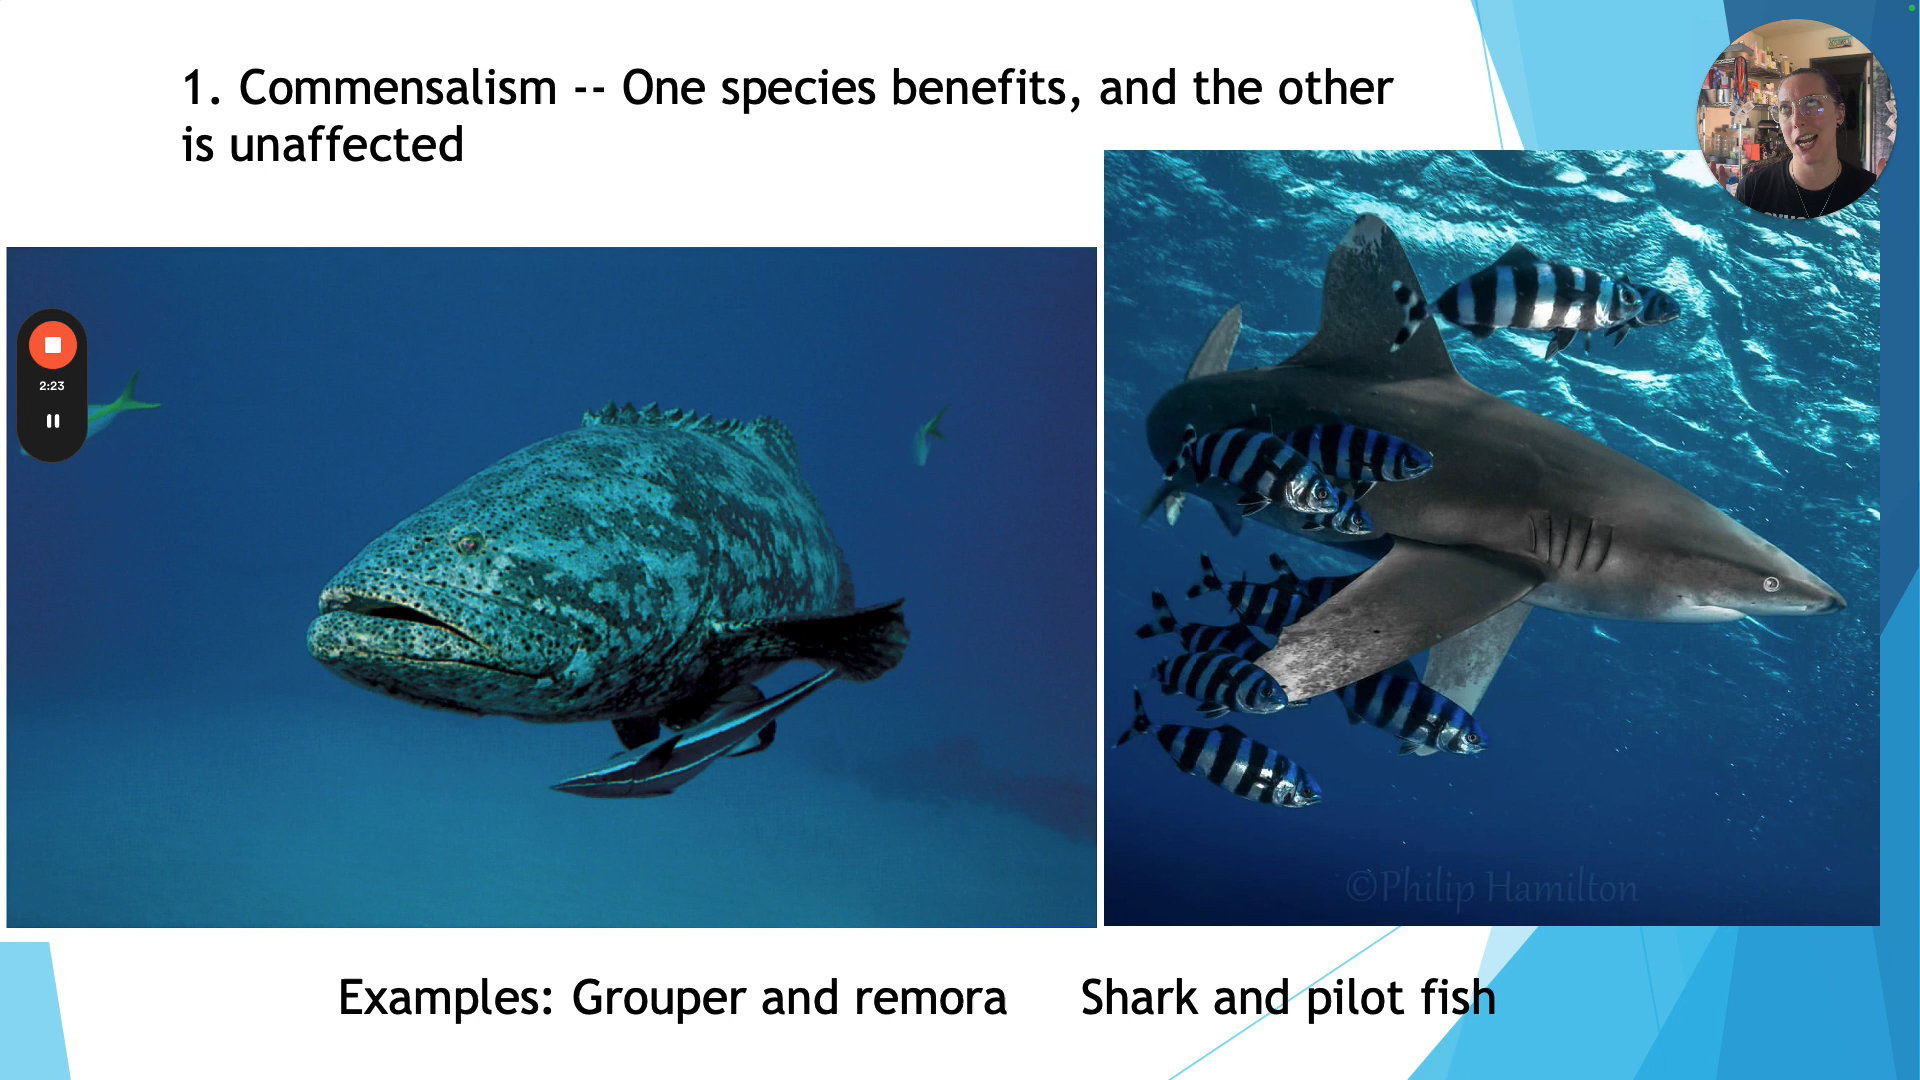 1. Commensalism -- One species benefits, and the other
is unaffected
2:23
©Philip Hamilton
Examples: Grouper and remora Shark and pilot fish